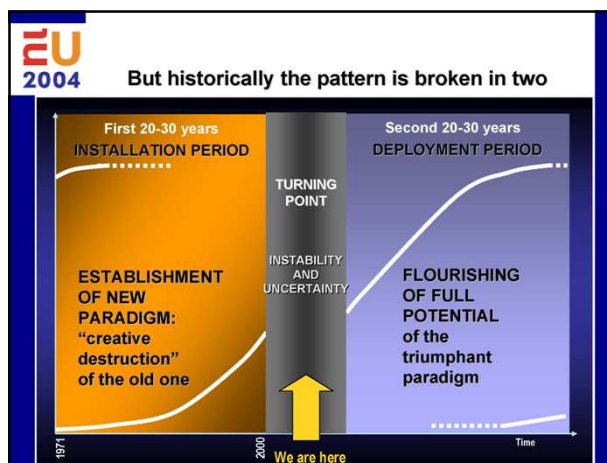 nu
2004
But historically the pattern is broken in two
First 20-30 years
INSTALLATION PERIOD
Second 20-30 years
DEPLOYMENT PERIOD
TURNING
POINT
INSTABILITY
AND
UNCERTAINTY
ESTABLISHMENT
OF NEW
PARADIGM:
“creative
destruction”
of the old one
FLOURISHING
OF FULL
POTENTIAL
of the
triumphant
paradigm
1971
2000
We are here
Time